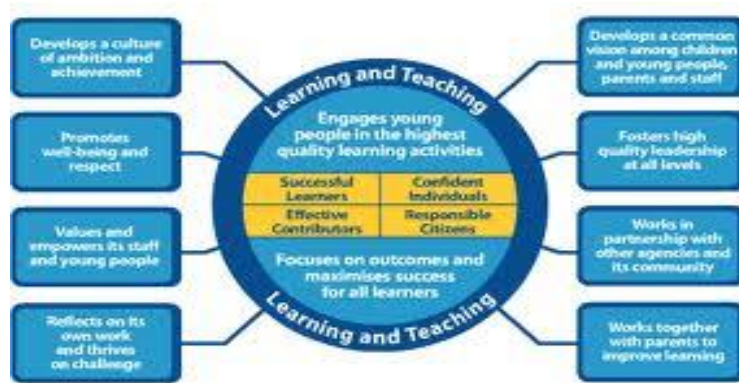 Develops a culture
of ambition and
achievement
Promotes
well-being and
respect
Values and
empowers its staff
and young people
Reflects on its
own work
and thrives
on challenge
Learning and Teaching
Engages young
people in the highest
quality learning activities
Successful
Learners
Confident
Individuals
Effective
Contributors
Responsible
Citizens
Focuses on outcomes and
maximises success
for all learners
Learning and Teaching
Develops a common
vision among children
and young people,
parents and staff
Fosters high
quality leadership
at all levels
Works in
partnership with
other agencies and
its community
Works together
with parents to
improve learning